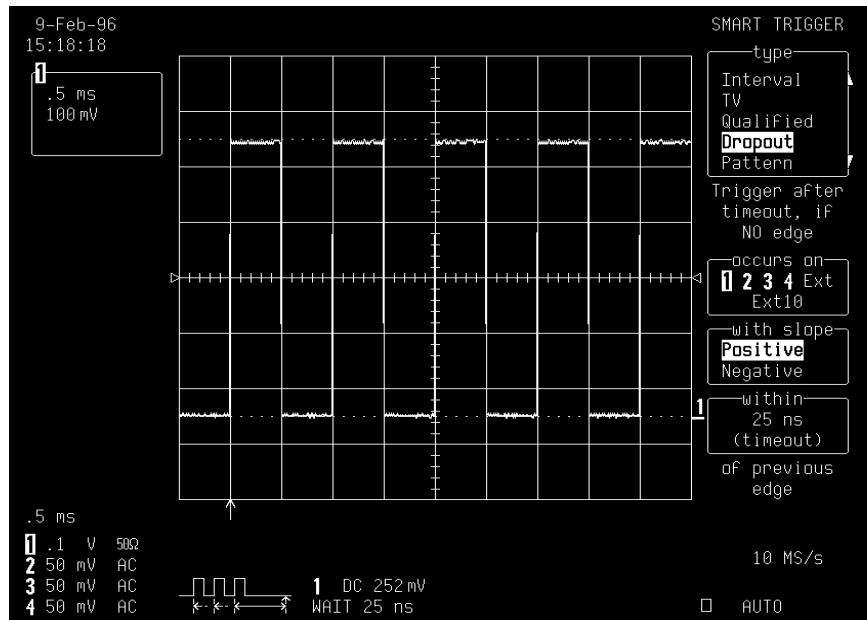 9-Feb-96
15:18:18
1
.5 ms
100 mV
SMART TRIGGER
type
Interval
TV
Qualified
Dropout
Pattern
Trigger after
timeout, if
NO edge
occurs on
1 2 3 4 Ext
Ext10
with slope
Positive
Negative
1
within
25 ns
(timeout)
of previous
edge
.5 ms
1 .1 V 50Ω
2 50 mV AC
3 50 mV AC
4 50 mV AC
1 DC 252 mV
WAIT 25 ns
10 MS/s
AUTO